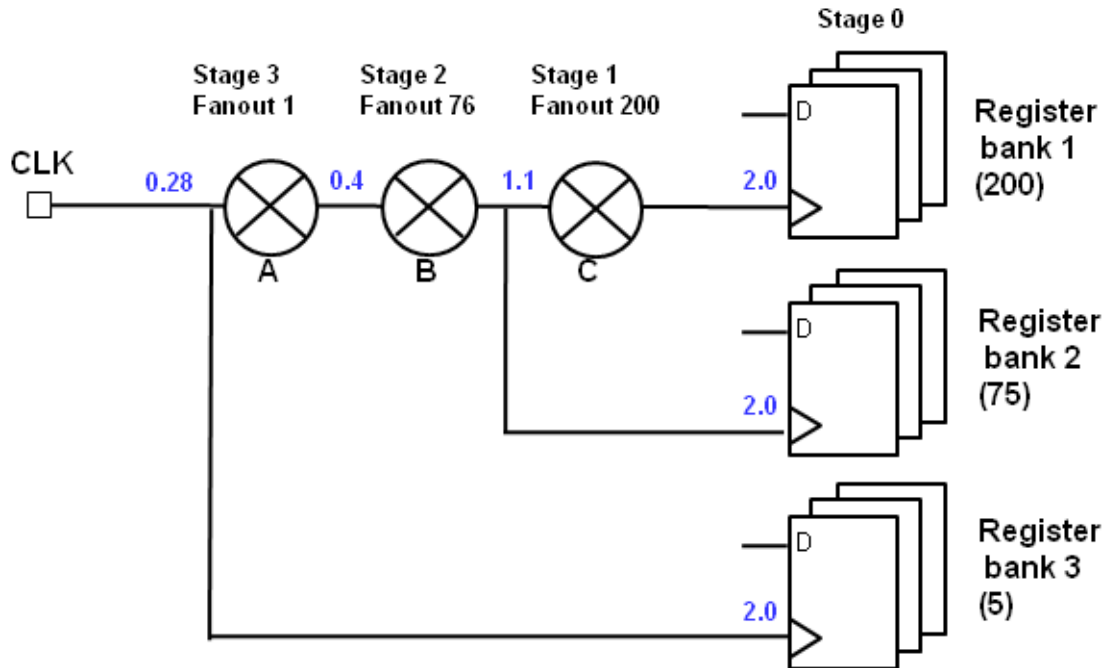 Stage 0
Stage 3
Fanout 1
Stage 2
Fanout 76
Stage 1
Fanout 200
CLK
0.28
0.4
1.1
2.0
A
B
C
D
Register
bank 1
(200)
D
2.0
Register
bank 2
(75)
D
2.0
Register
bank 3
(5)